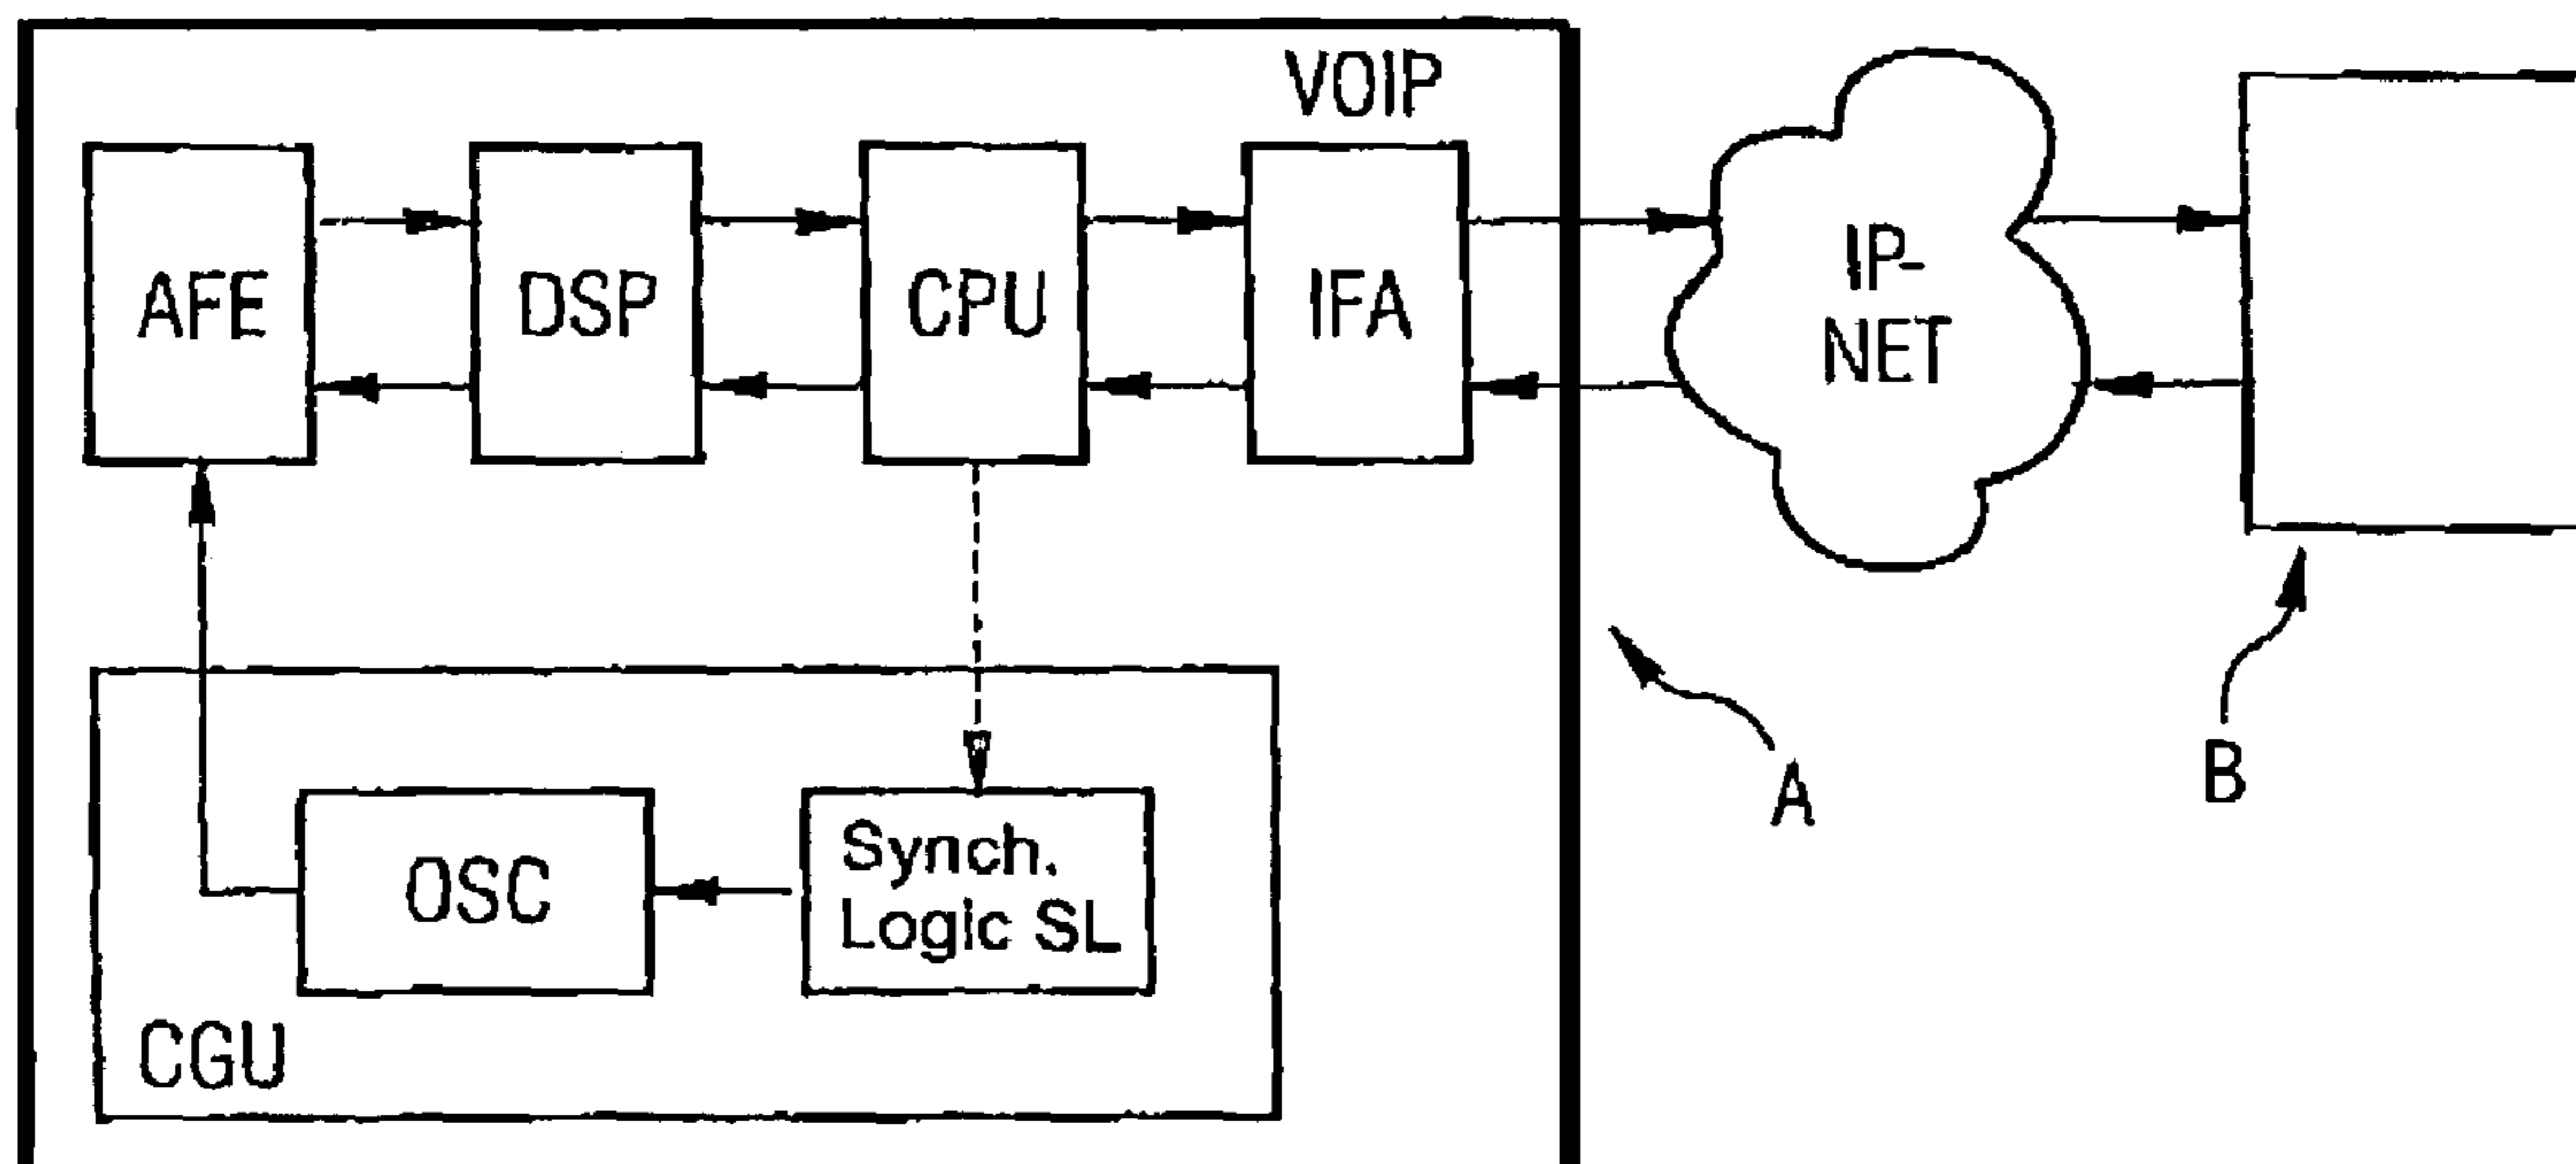 VOIP
AFE
DSP
CPU
IFA
IP-
NET
A
B
OSC
Synch.
Logic SL
CGU